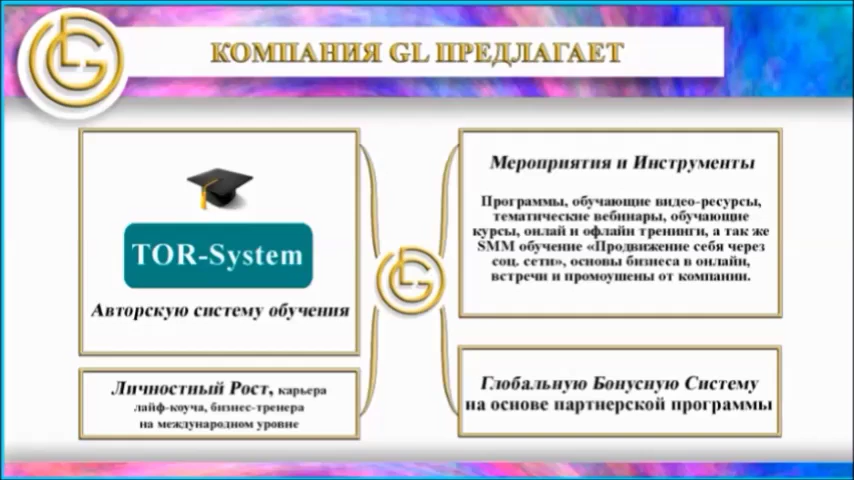 КОМПАНИЯ GL ПРЕДЛАГАЕТ
TOR-System
Авторскую систему обучения
Личностный Рост, карьера
лайф-коуча, бизнес-тренера
на международном уровне
Мероприятия и Инструменты
Программы, обучающие видео-ресурсы,
тематические вебинары, обучающие
курсы, онлай и офлайн тренинги, а так же
SMM обучение «Продвижение себя через
соц. сети», основы бизнеса в онлайн,
встречи и промоушены от компании.
Глобальную Бонусную Систему
на основе партнерской программы